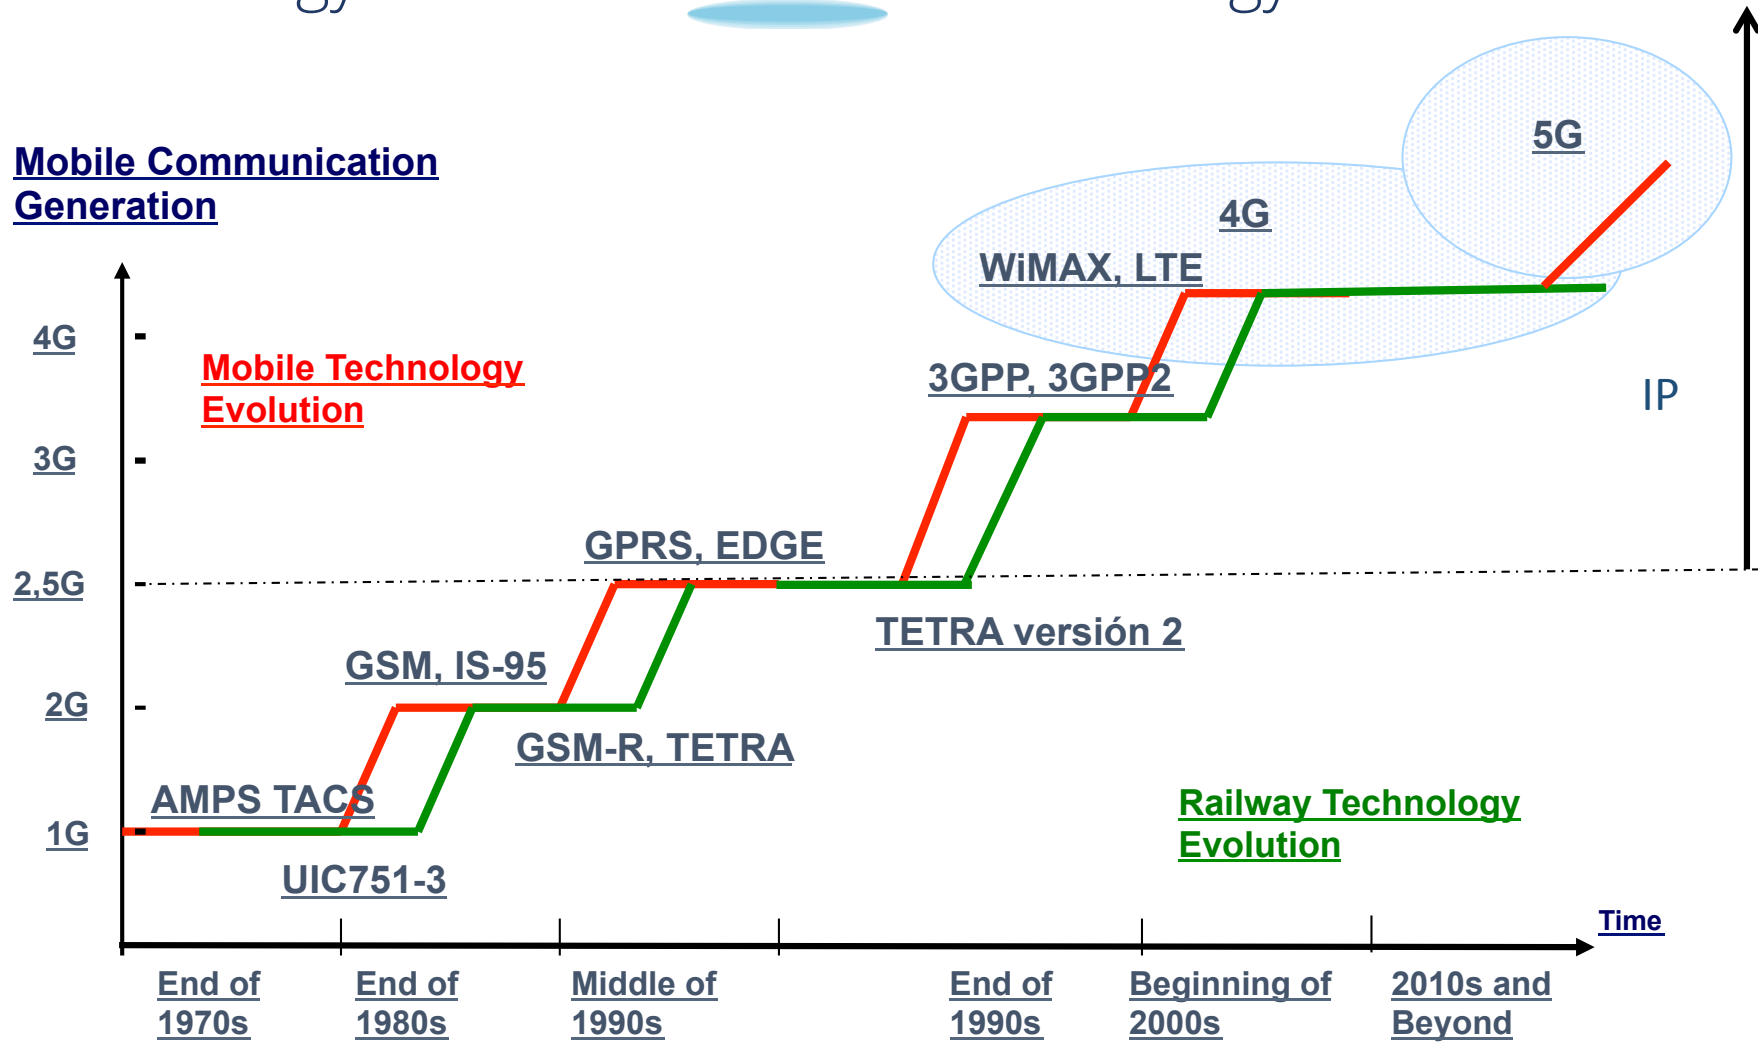 Mobile Communication
Generation
5G
4G
WiMAX, LTE
4G
Mobile Technology
Evolution
3GPP, 3GPP2
IP
3G
GPRS, EDGE
2,5G
TETRA versión 2
GSM, IS-95
2G
GSM-R, TETRA
AMPS TACS
Railway Technology
Evolution
1G
UIC751-3
Time
End of
1970s
End of
1980s
Middle of
1990s
End of
1990s
Beginning of
2000s
2010s and
Beyond